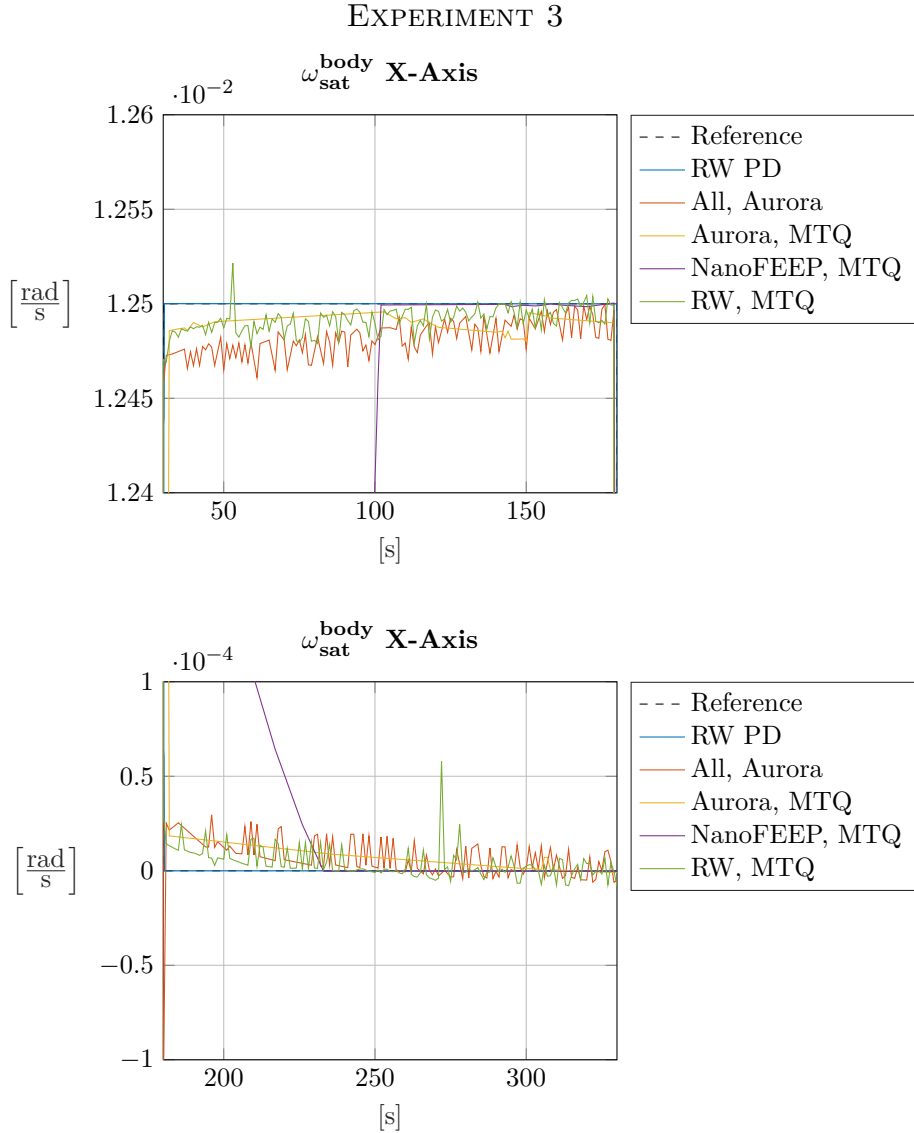 EXPERIMENT 3
ω_sat^body X-Axis
·10⁻²
1.26
1.255
1.25
1.245
1.24
[rad/s]
50 100 150
[s]
Reference
RW PD
All, Aurora
Aurora, MTQ
NanoFEEP, MTQ
RW, MTQ
ω_sat^body X-Axis
·10⁻⁴
1
0.5
0
−0.5
−1
[rad/s]
200 250 300
[s]
Reference
RW PD
All, Aurora
Aurora, MTQ
NanoFEEP, MTQ
RW, MTQ